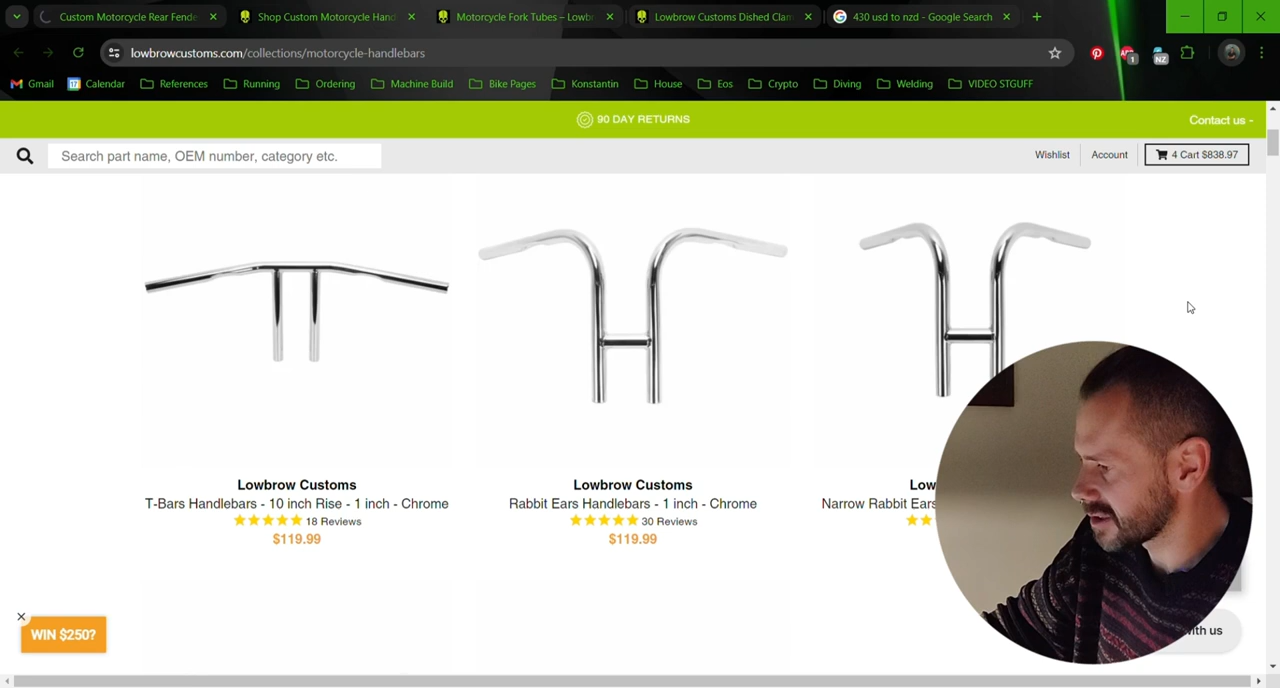 Custom Motorcycle Rear Fende
Shop Custom Motorcycle Hand
Motorcycle Fork Tubes – Lowbr
Lowbrow Customs Dished Clam
430 usd to nzd - Google Search
lowbrowcustoms.com/collections/motorcycle-handlebars
1
NZ
Gmail
17 Calendar
References
Running
Ordering
Machine Build
Bike Pages
Konstantin
House
Eos
Crypto
Diving
Welding
VIDEO STGUFF
90 DAY RETURNS
Contact us -
Search part name, OEM number, category etc.
Wishlist
Account
4 Cart $838.97
Lowbrow Customs
T-Bars Handlebars - 10 inch Rise - 1 inch - Chrome
18 Reviews
$119.99
Lowbrow Customs
Rabbit Ears Handlebars - 1 inch - Chrome
30 Reviews
$119.99
Low
Narrow Rabbit Ears
WIN $250?
with us